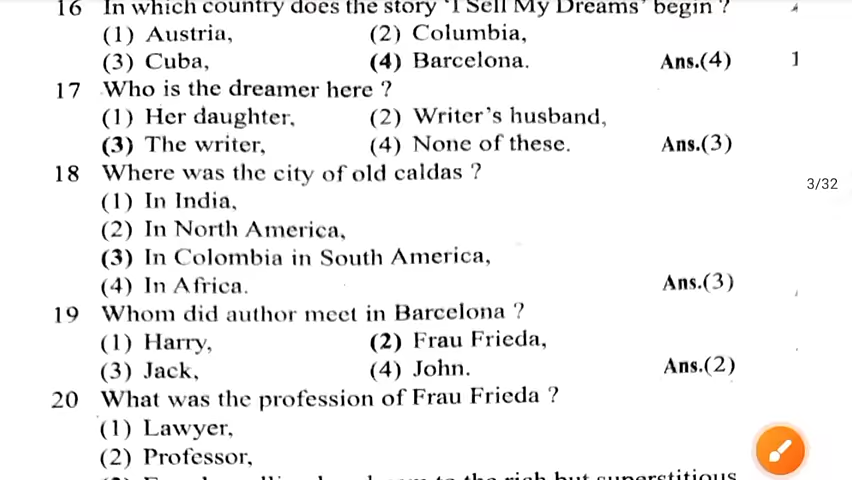 16 In which country does the story 'I Sell My Dreams' begin ?
(1) Austria, (2) Columbia,
(3) Cuba, (4) Barcelona. Ans.(4)
1
17 Who is the dreamer here ?
(1) Her daughter, (2) Writer's husband,
(3) The writer, (4) None of these. Ans.(3)
18 Where was the city of old caldas ?
3/32
(1) In India,
(2) In North America,
(3) In Colombia in South America,
(4) In Africa. Ans.(3)
19 Whom did author meet in Barcelona ?
(1) Harry, (2) Frau Frieda,
(3) Jack, (4) John. Ans.(2)
20 What was the profession of Frau Frieda ?
(1) Lawyer,
(2) Professor,
to the rich but superstitious